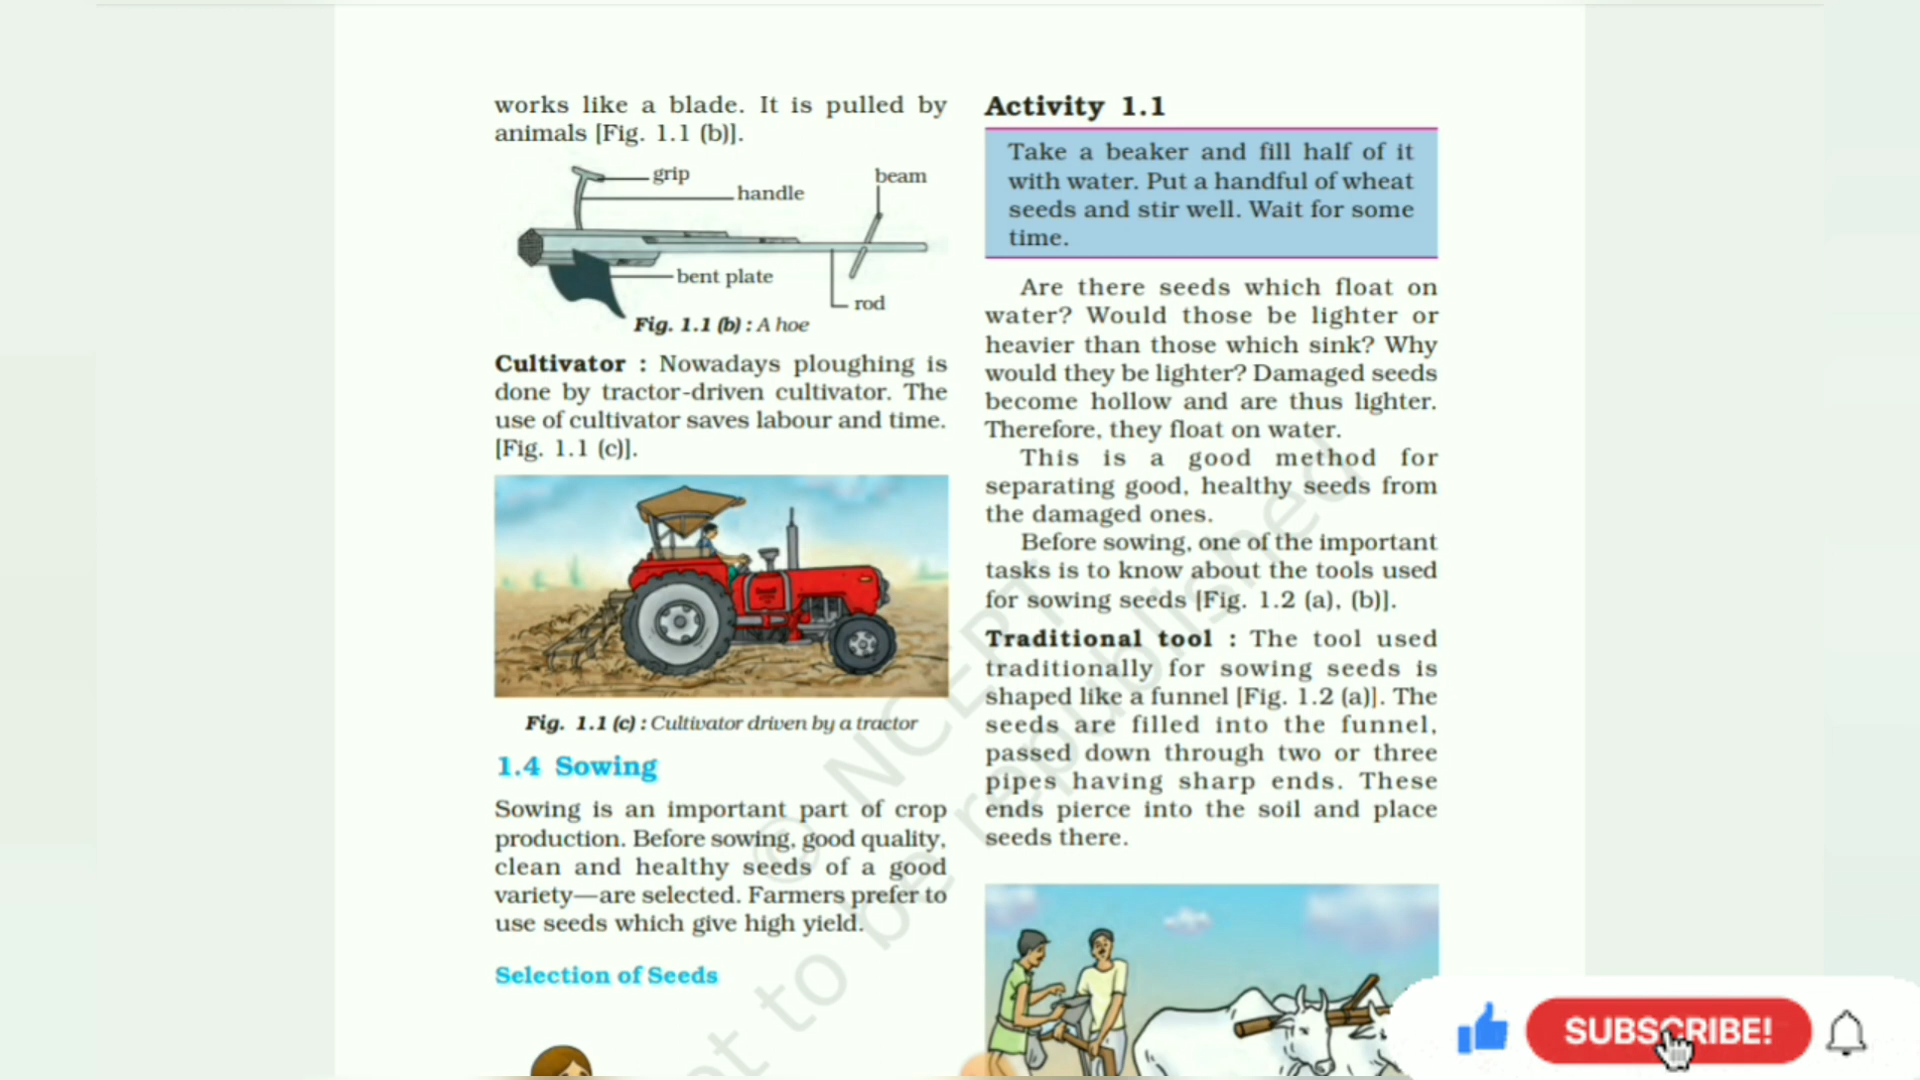 works like a blade. It is pulled by
animals [Fig. 1.1 (b)].
grip
handle
beam
bent plate
rod
Fig. 1.1 (b) : A hoe
Cultivator : Nowadays ploughing is
done by tractor-driven cultivator. The
use of cultivator saves labour and time.
[Fig. 1.1 (c)].
Fig. 1.1 (c) : Cultivator driven by a tractor
1.4 Sowing
Sowing is an important part of crop
production. Before sowing, good quality,
clean and healthy seeds of a good
variety—are selected. Farmers prefer to
use seeds which give high yield.
Selection of Seeds
Activity 1.1
Take a beaker and fill half of it
with water. Put a handful of wheat
seeds and stir well. Wait for some
time.
Are there seeds which float on
water? Would those be lighter or
heavier than those which sink? Why
would they be lighter? Damaged seeds
become hollow and are thus lighter.
Therefore, they float on water.
This is a good method for
separating good, healthy seeds from
the damaged ones.
Before sowing, one of the important
tasks is to know about the tools used
for sowing seeds [Fig. 1.2 (a), (b)].
Traditional tool : The tool used
traditionally for sowing seeds is
shaped like a funnel [Fig. 1.2 (a)]. The
seeds are filled into the funnel,
passed down through two or three
pipes having sharp ends. These
ends pierce into the soil and place
seeds there.
© NCERT
to be republished
SUBSCRIBE!